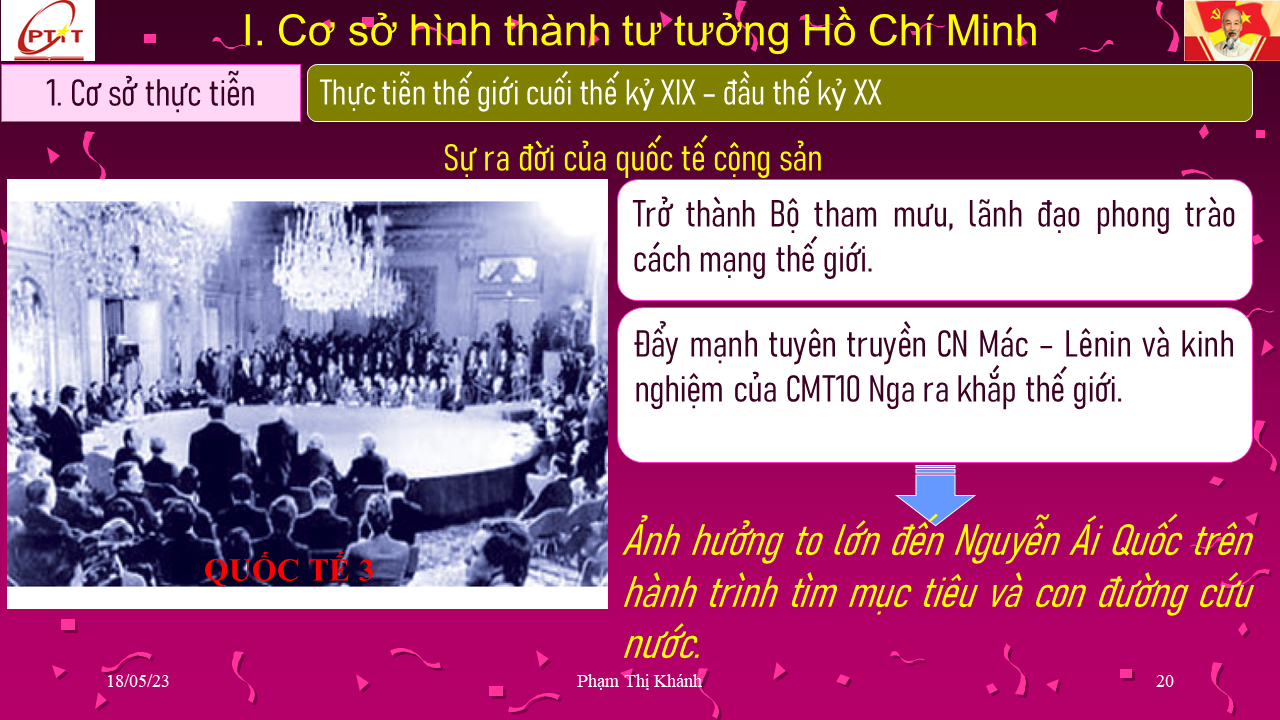 PTiT
I. Cơ sở hình thành tư tưởng Hồ Chí Minh
1. Cơ sở thực tiễn
Thực tiễn thế giới cuối thế kỷ XIX – đầu thế kỷ XX
Sự ra đời của quốc tế cộng sản
Trở thành Bộ tham mưu, lãnh đạo phong trào
cách mạng thế giới.
Đẩy mạnh tuyên truyền CN Mác – Lênin và kinh
nghiệm của CMT10 Nga ra khắp thế giới.
QUỐC TẾ 3
Ảnh hưởng to lớn đến Nguyễn Ái Quốc trên
hành trình tìm mục tiêu và con đường cứu
nước.
18/05/23
Phạm Thị Khánh
20